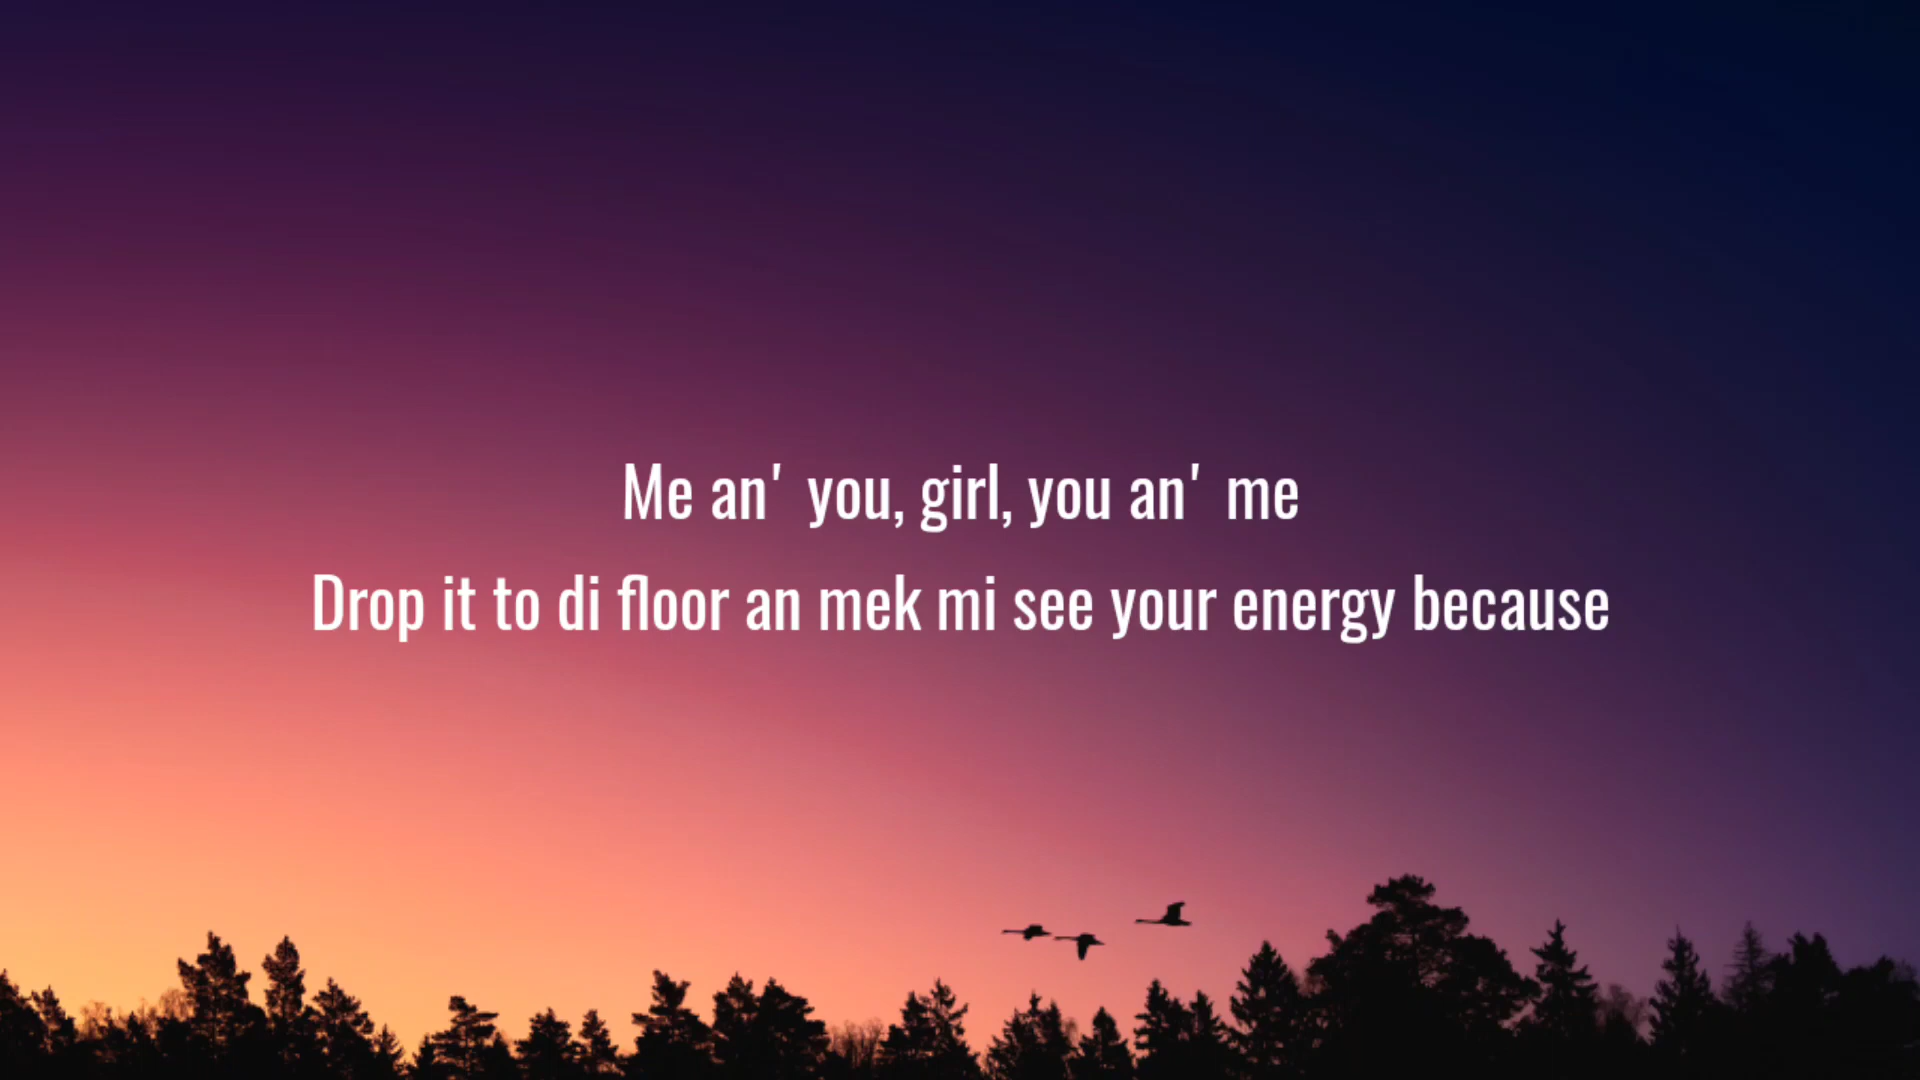 Me an' you, girl, you an' me
Drop it to di floor an mek mi see your energy because